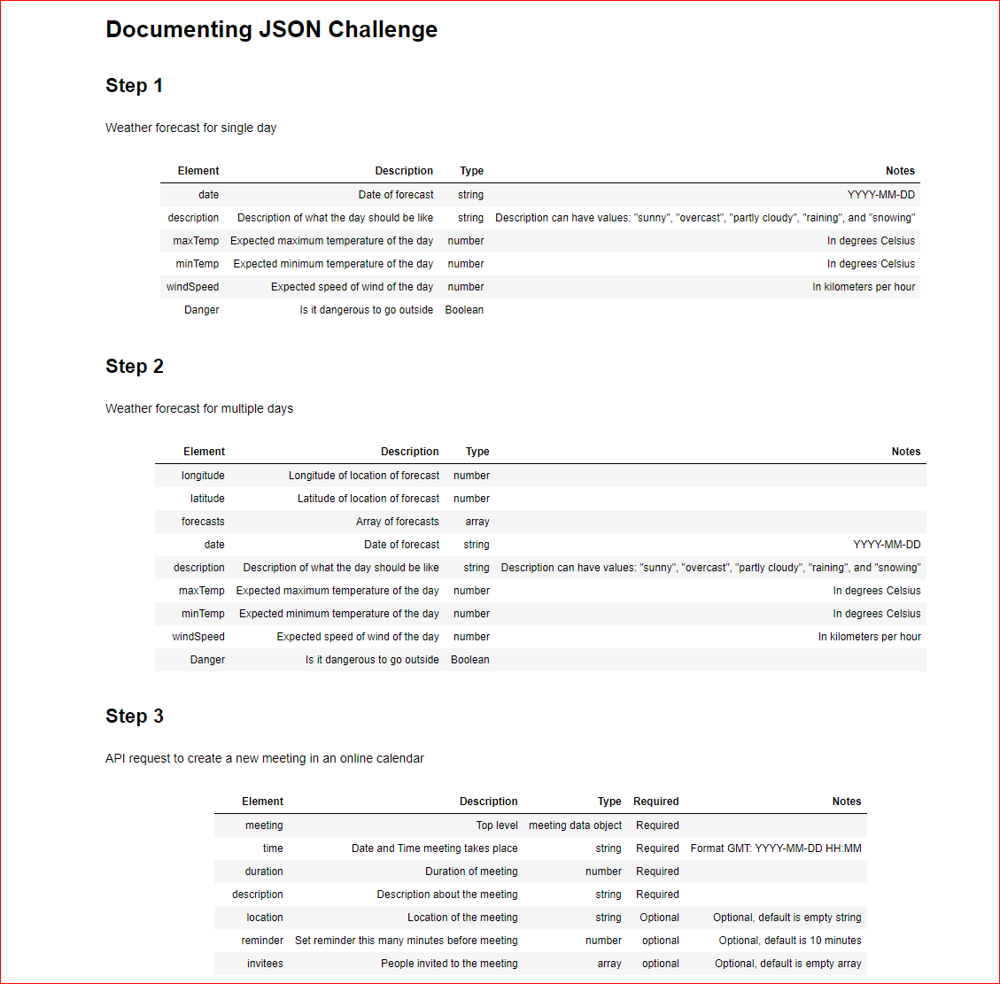 Documenting JSON Challenge
Step 1
Weather forecast for single day
Element Description Type Notes
date Date of forecast string YYYY-MM-DD
description Description of what the day should be like string Description can have values: "sunny", "overcast", "partly cloudy", "raining", and "snowing"
maxTemp Expected maximum temperature of the day number In degrees Celsius
minTemp Expected minimum temperature of the day number In degrees Celsius
windSpeed Expected speed of wind of the day number In kilometers per hour
Danger Is it dangerous to go outside Boolean
Step 2
Weather forecast for multiple days
Element Description Type Notes
longitude Longitude of location of forecast number
latitude Latitude of location of forecast number
forecasts Array of forecasts array
date Date of forecast string YYYY-MM-DD
description Description of what the day should be like string Description can have values: "sunny", "overcast", "partly cloudy", "raining", and "snowing"
maxTemp Expected maximum temperature of the day number In degrees Celsius
minTemp Expected minimum temperature of the day number In degrees Celsius
windSpeed Expected speed of wind of the day number In kilometers per hour
Danger Is it dangerous to go outside Boolean
Step 3
API request to create a new meeting in an online calendar
Element Description Type Required Notes
meeting Top level meeting data object Required
time Date and Time meeting takes place string Required Format GMT: YYYY-MM-DD HH:MM
duration Duration of meeting number Required
description Description about the meeting string Required
location Location of the meeting string Optional Optional, default is empty string
reminder Set reminder this many minutes before meeting number optional Optional, default is 10 minutes
invitees People invited to the meeting array optional Optional, default is empty array